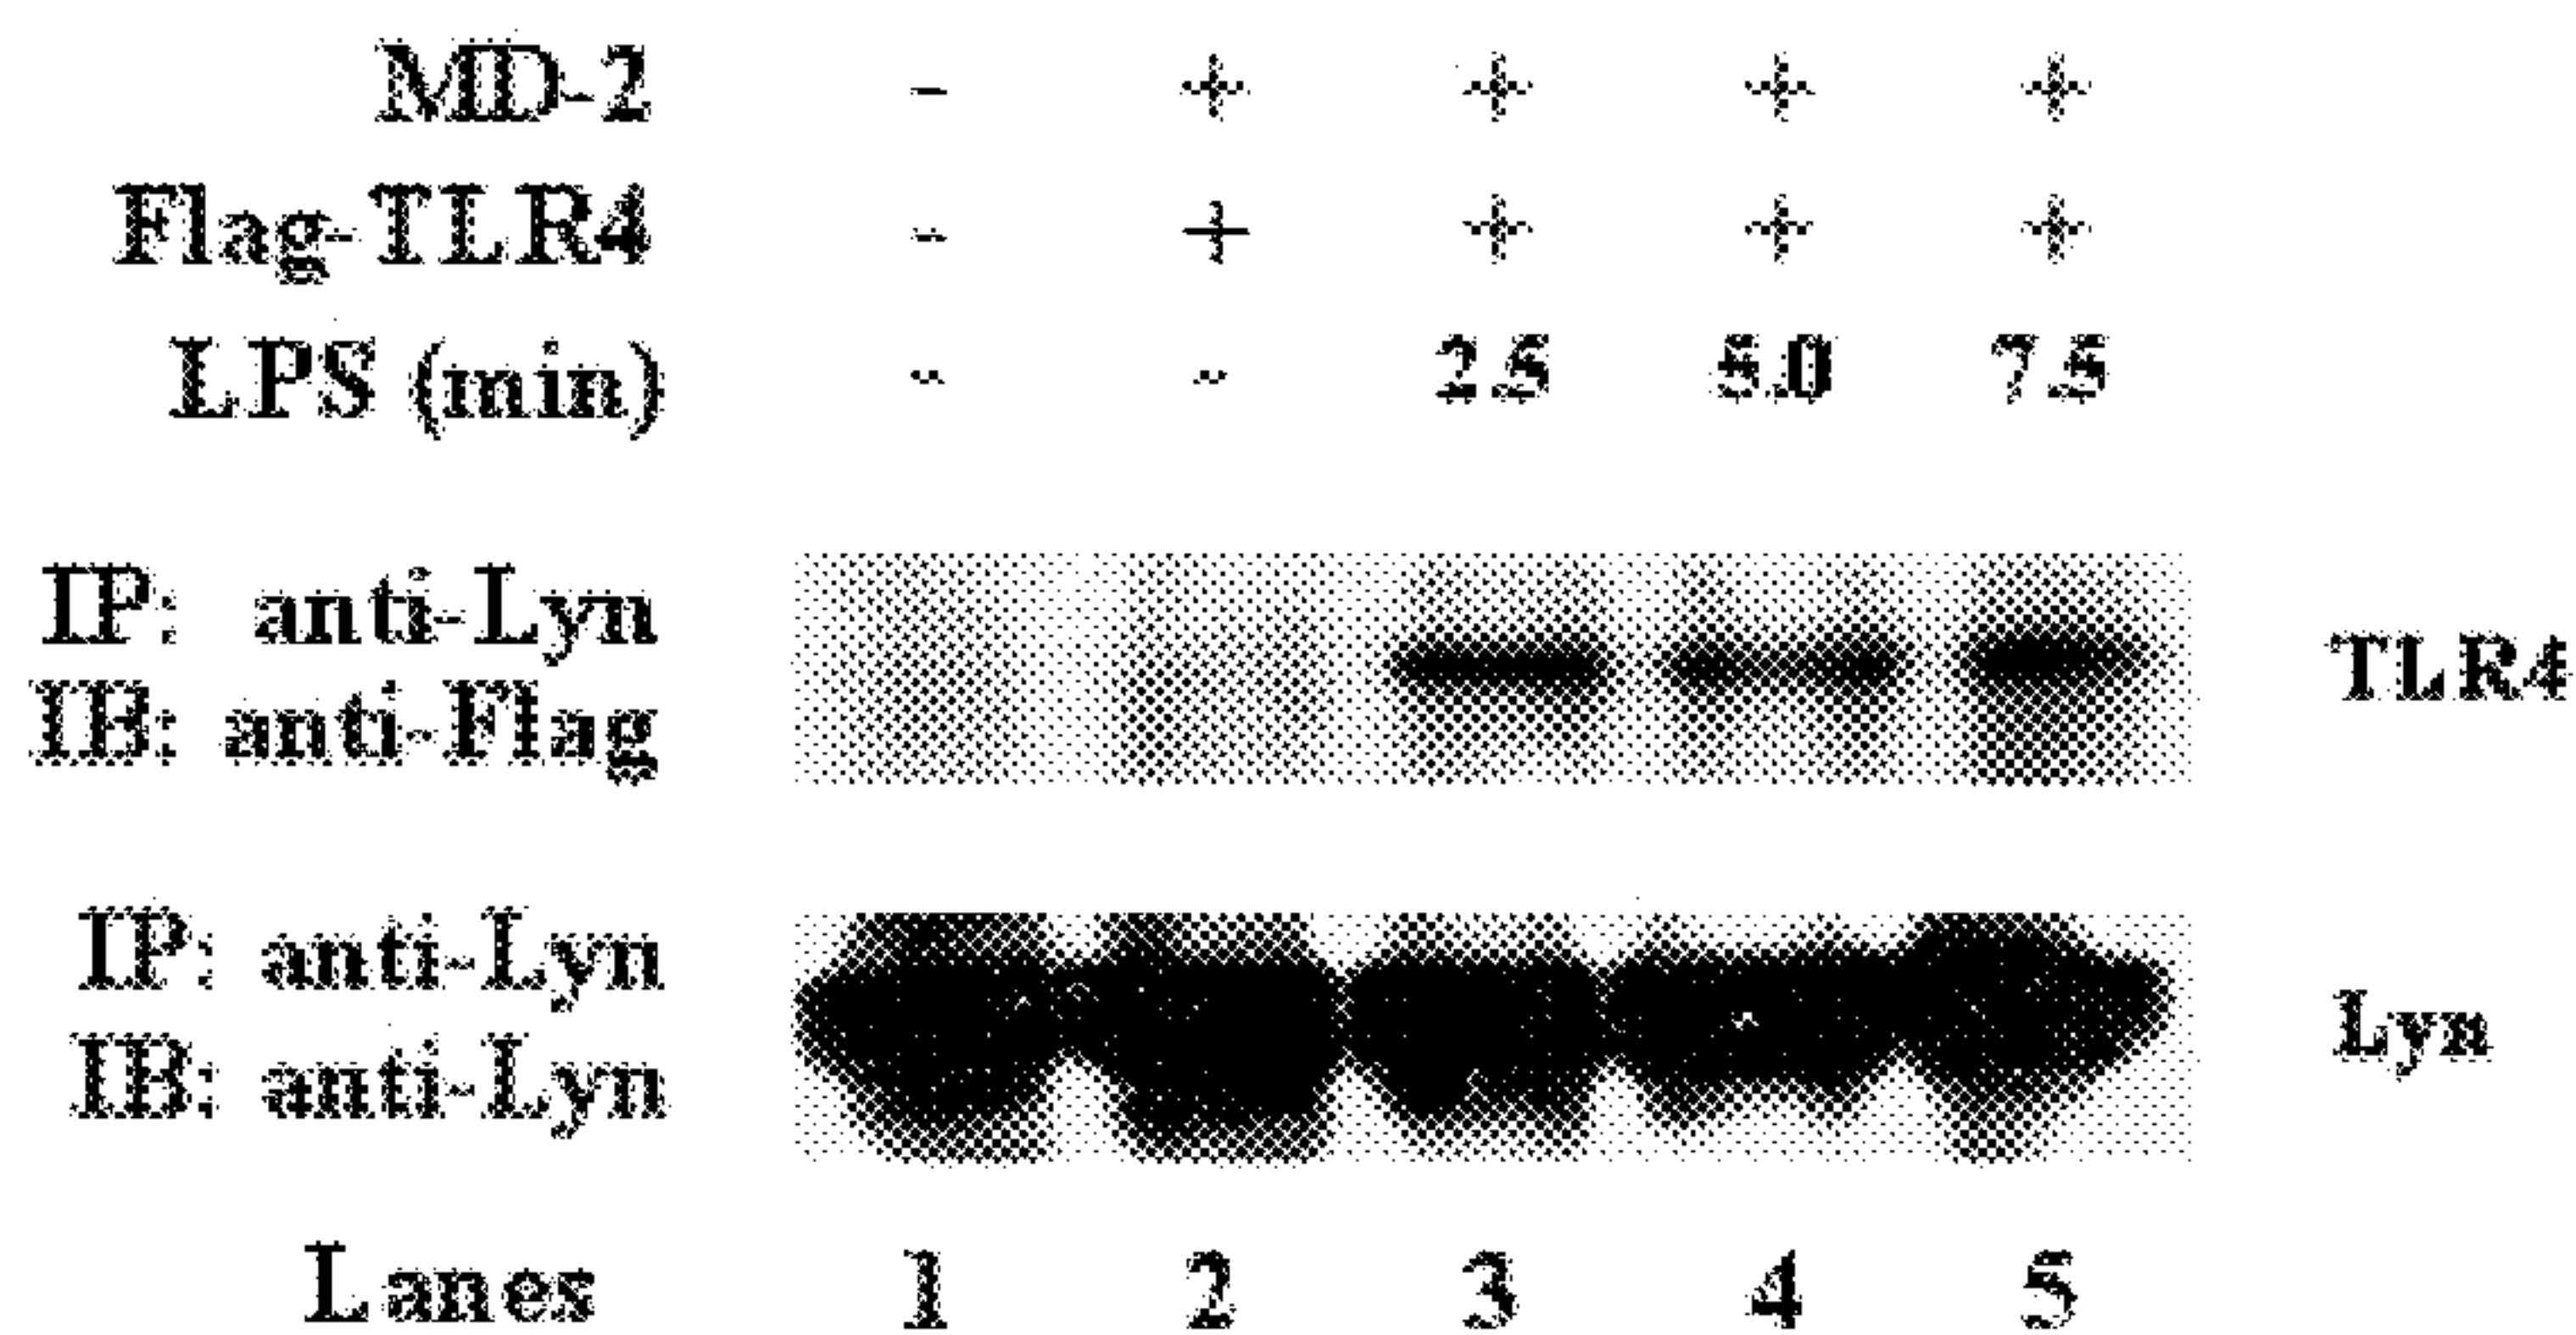 MD-2 - + + + +
Flag-TLR4 - + + + +
LPS (min) - - 2.5 5.0 7.5
IP: anti-Lyn
IB: anti-Flag
TLR4
IP: anti-Lyn
IB: anti-Lyn
Lyn
Lanes 1 2 3 4 5